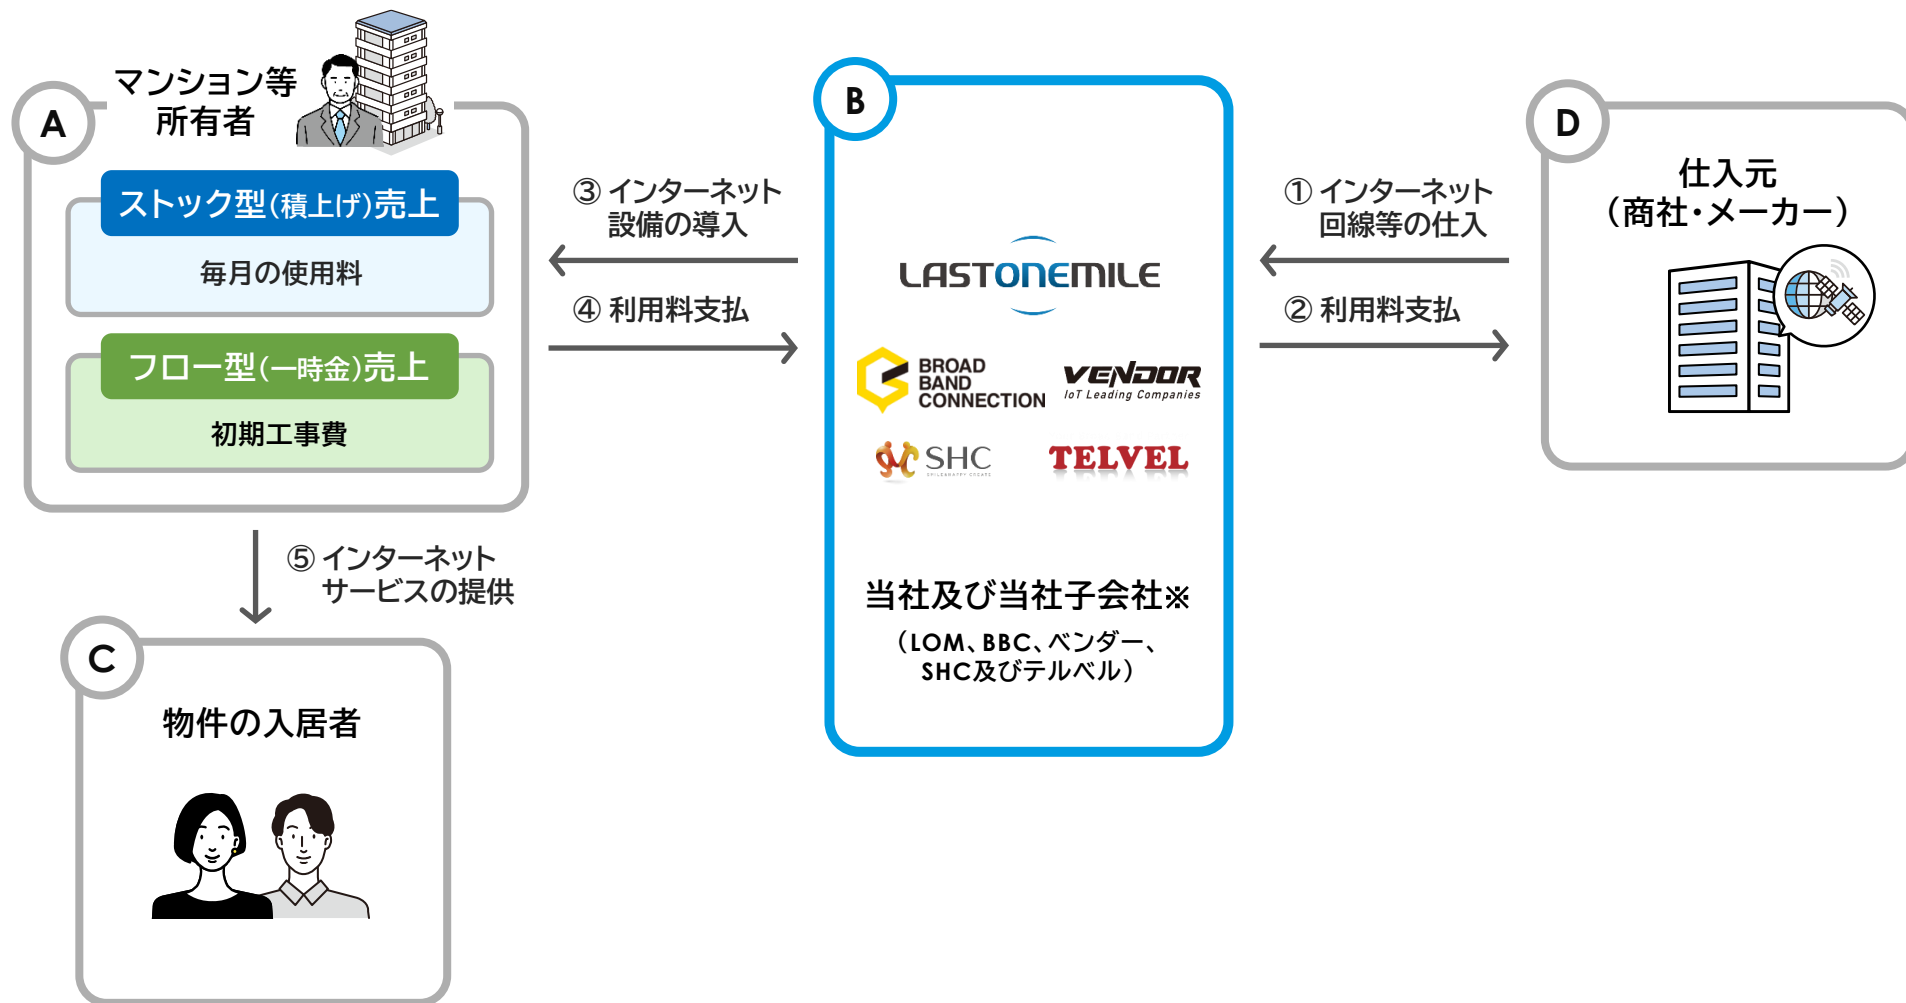 A
マンション等
所有者
ストック型(積上げ)売上
毎月の使用料
フロー型(一時金)売上
初期工事費
③ インターネット
設備の導入
④ 利用料支払
B
LASTONEMILE
BROAD
BAND
CONNECTION
VENDOR
IoT Leading Companies
SHC
TELVEL
当社及び当社子会社※
(LOM、BBC、ベンダー、
SHC及びテルベル)
① インターネット
回線等の仕入
② 利用料支払
D
仕入元
(商社・メーカー)
⑤ インターネット
サービスの提供
C
物件の入居者